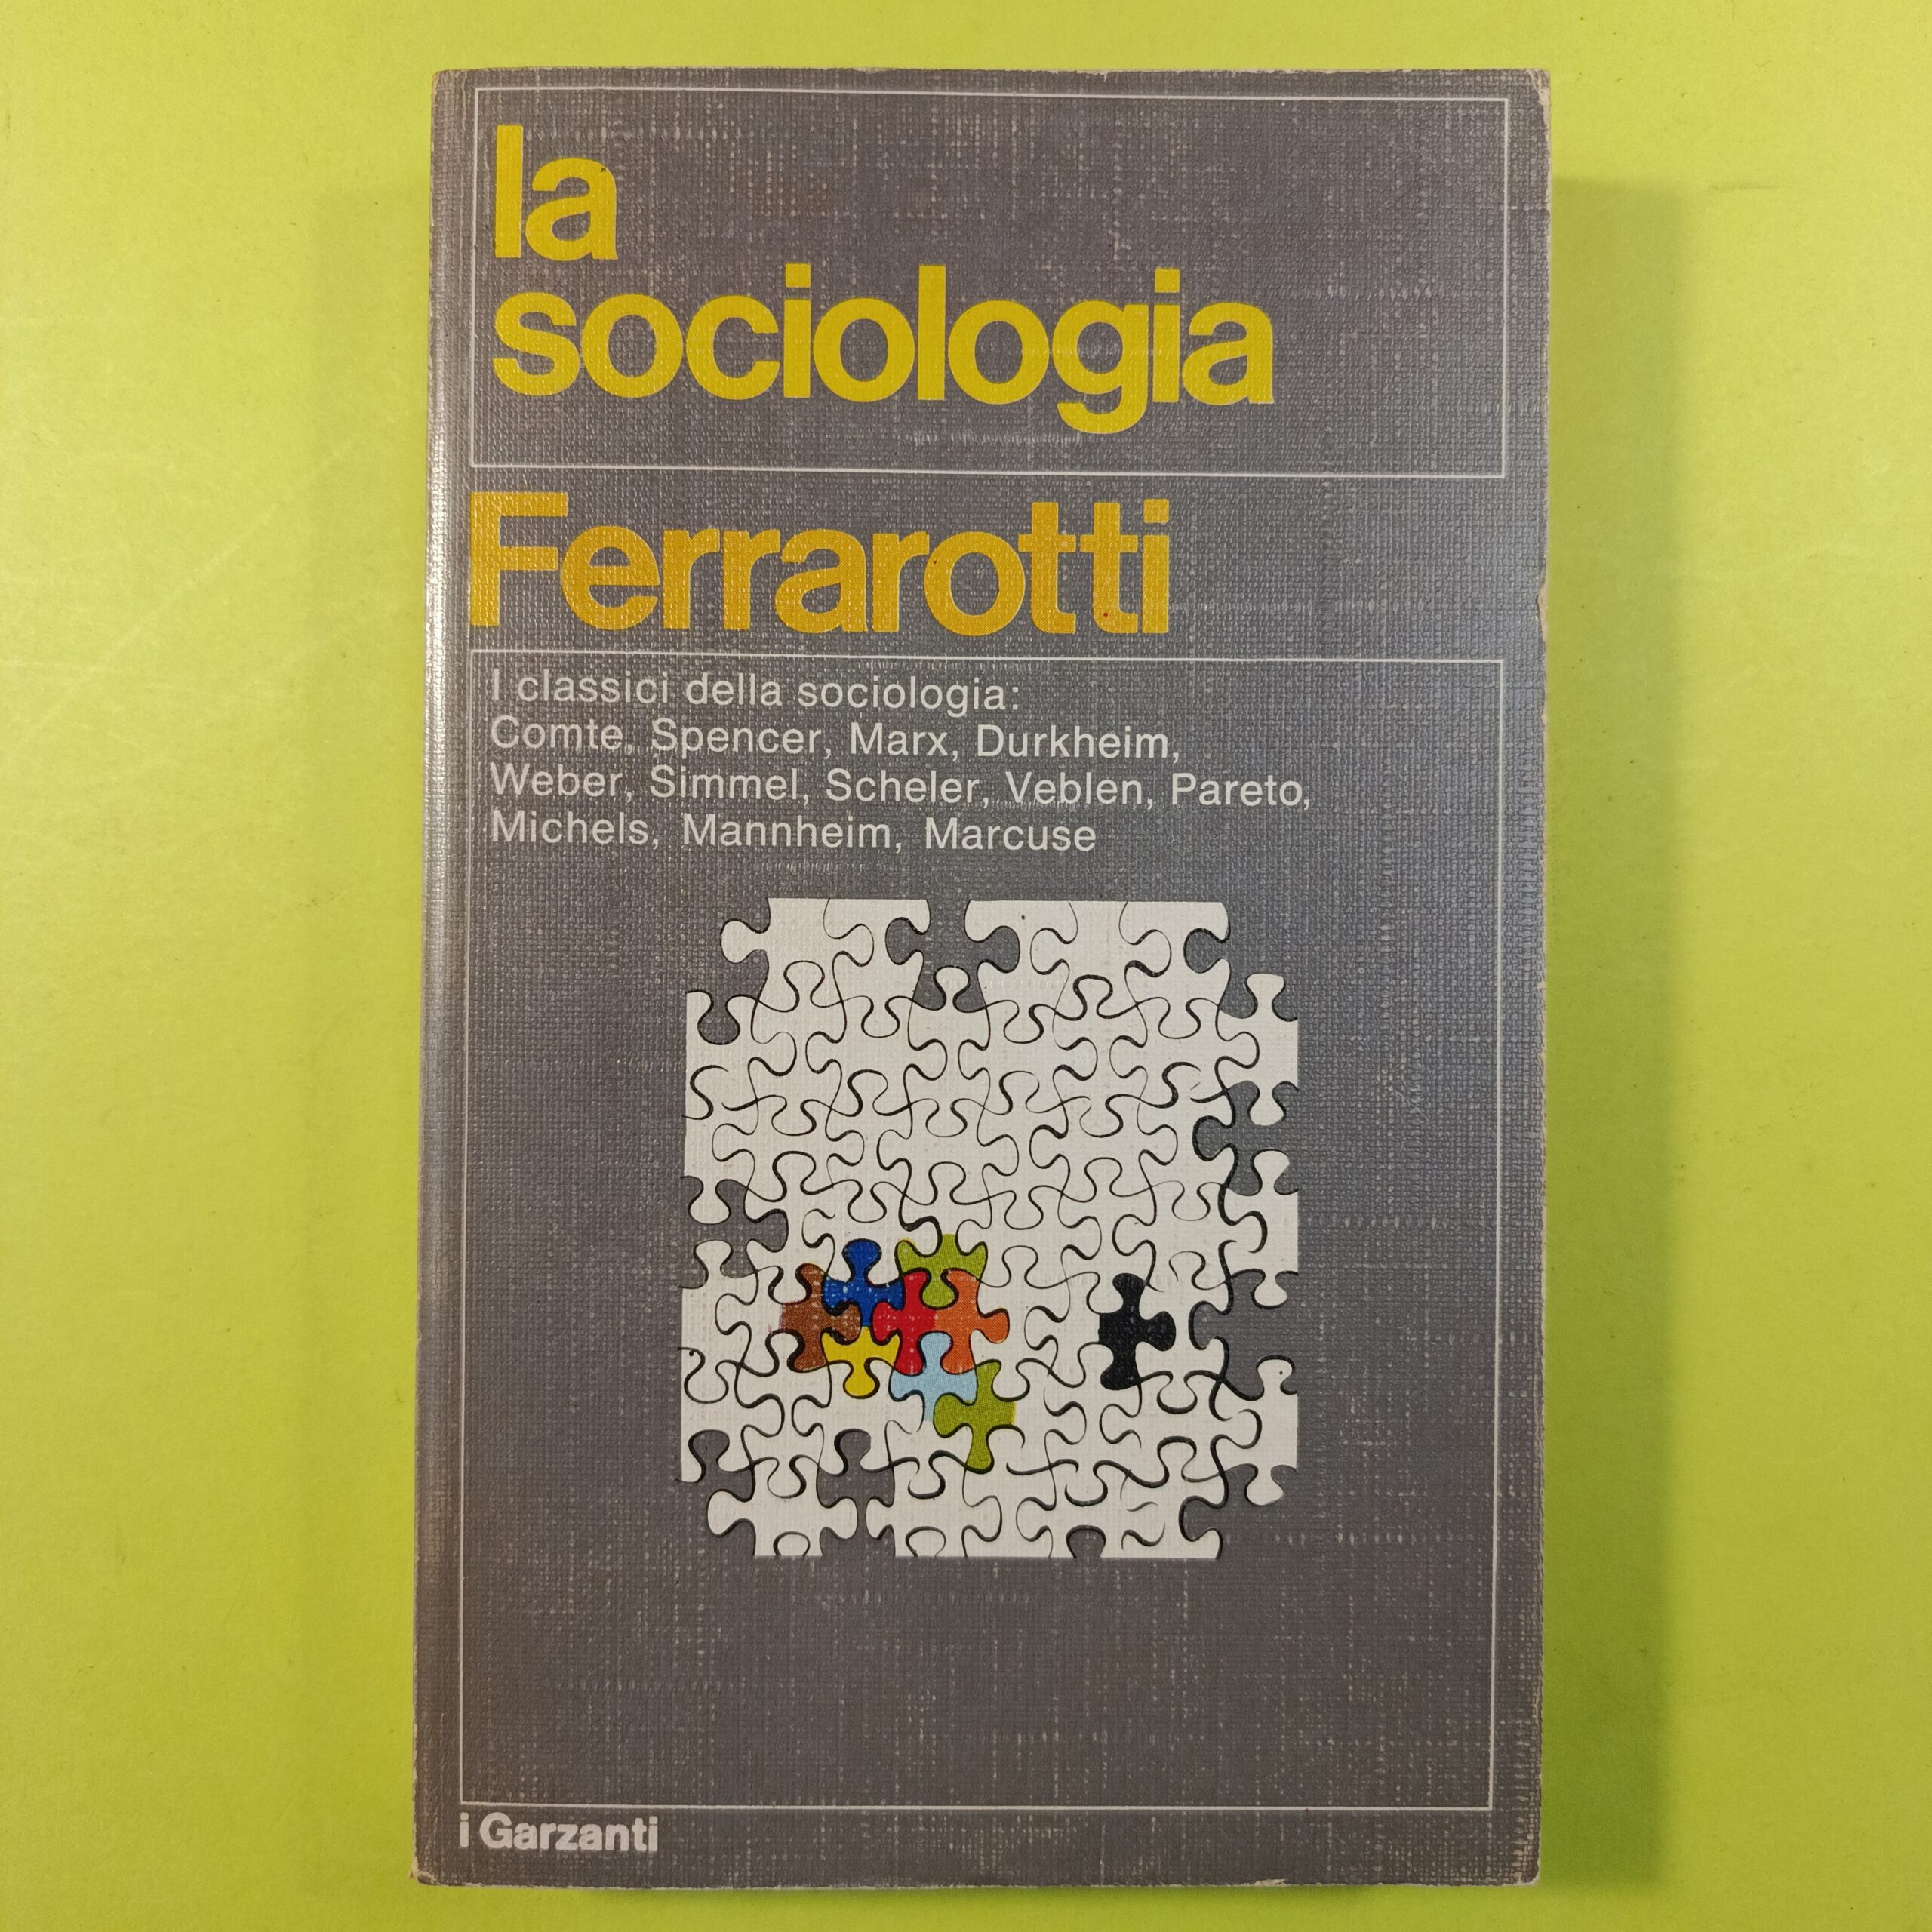 la
sociologia
Ferrarotti
I classici della sociologia:
Comte, Spencer, Marx, Durkheim,
Weber, Simmel, Scheler, Veblen, Pareto,
Michels, Mannheim, Marcuse
i Garzanti